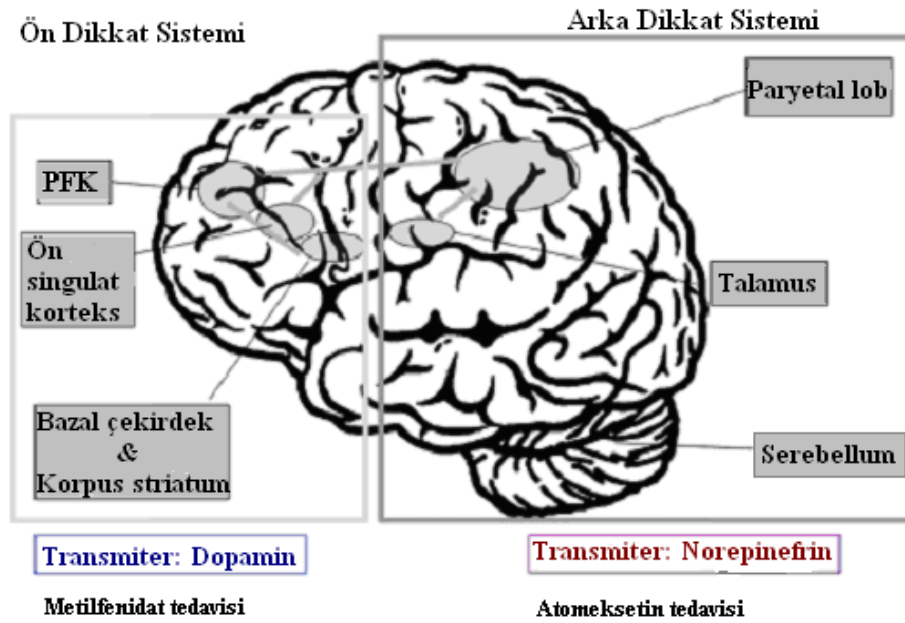 Ön Dikkat Sistemi
Arka Dikkat Sistemi
Paryetal lob
PFK
Ön
singulat
korteks
Talamus
Bazal çekirdek
&
Korpus striatum
Serebellum
Transmiter: Dopamin
Transmiter: Norepinefrin
Metilfenidat tedavisi
Atomeksetin tedavisi